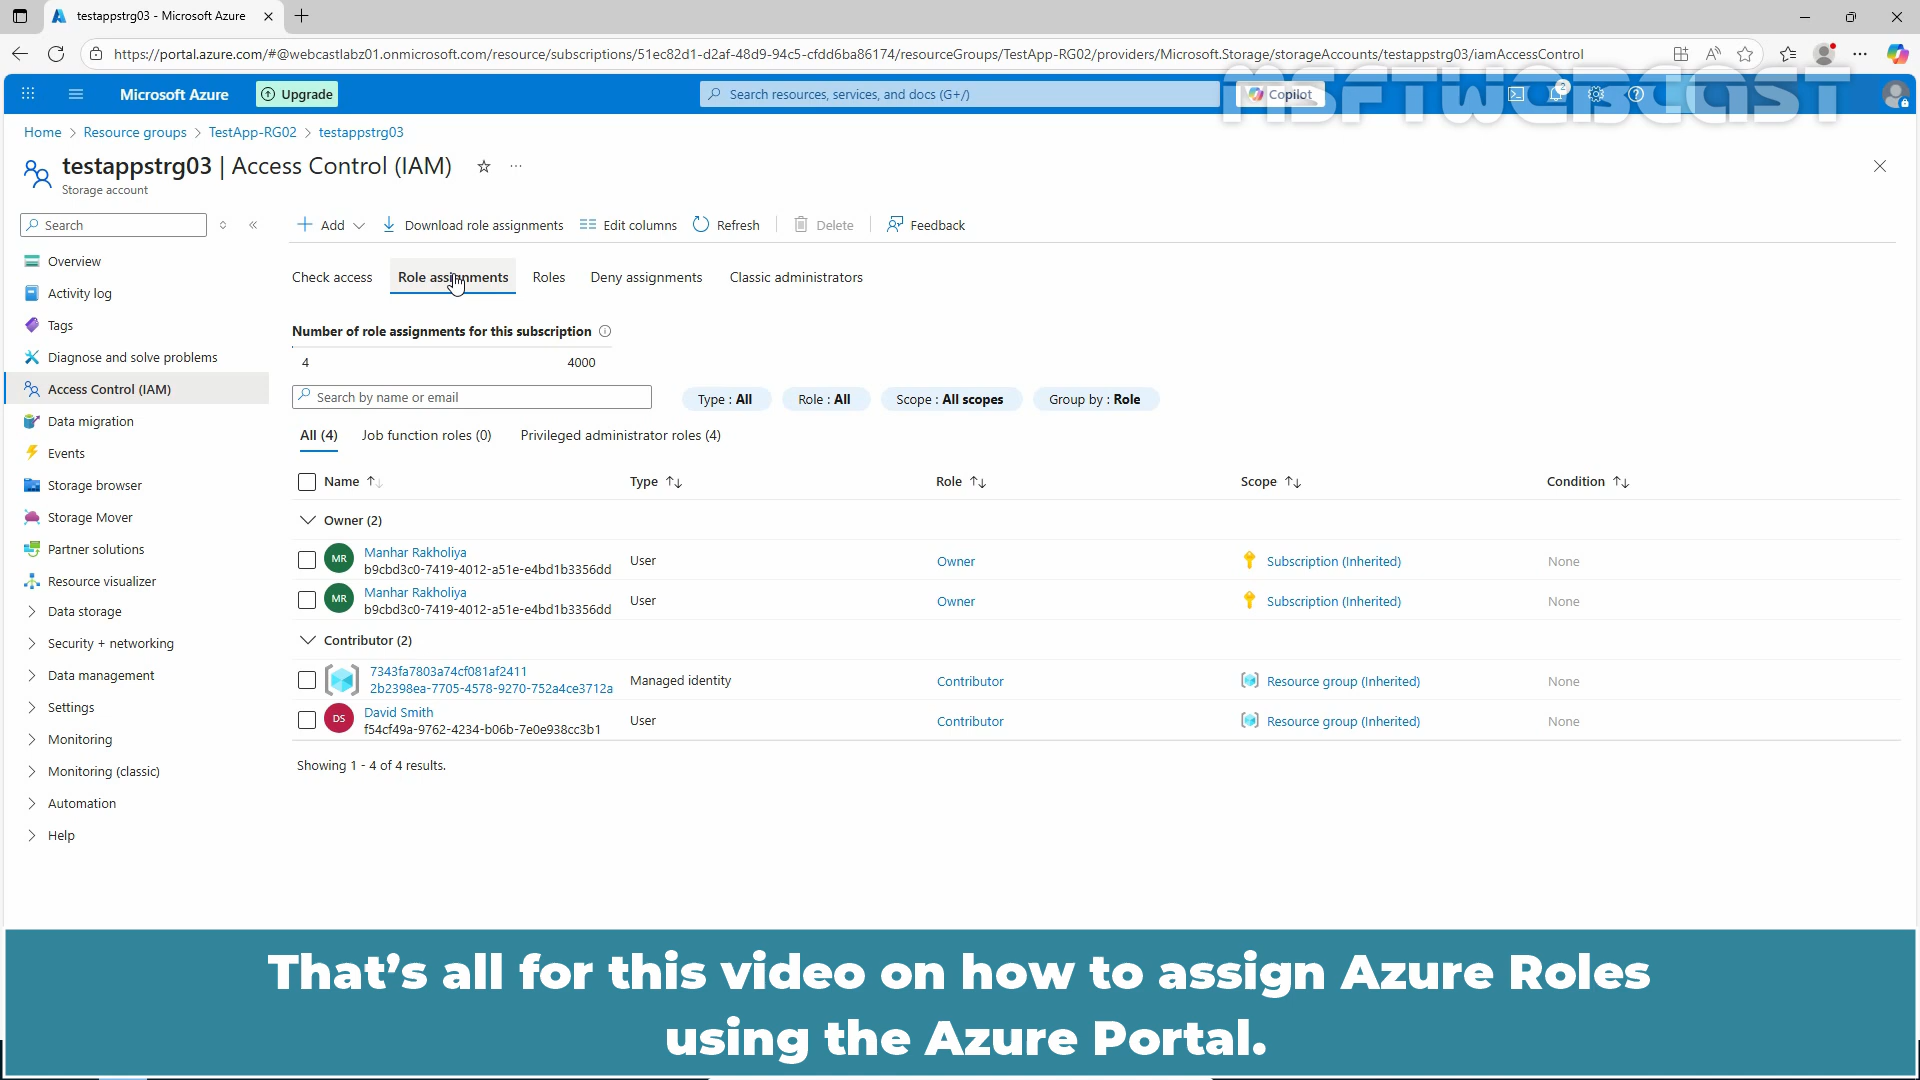 testappstrg03 - Microsoft Azure
https://portal.azure.com/#@webcastlabz01.onmicrosoft.com/resource/subscriptions/51ec82d1-d2af-48d9-94c5-cfdd6ba86174/resourceGroups/TestApp-RG02/providers/Microsoft.Storage/storageAccounts/testappstrg03/iamAccessControl
MSFTWEBCAST
Microsoft Azure
Upgrade
Search resources, services, and docs (G+/)
Copilot
2
Home > Resource groups > TestApp-RG02 > testappstrg03
testappstrg03 | Access Control (IAM)
Storage account
Search
Add
Download role assignments
Edit columns
Refresh
Delete
Feedback
Overview
Activity log
Tags
Diagnose and solve problems
Access Control (IAM)
Data migration
Events
Storage browser
Storage Mover
Partner solutions
Resource visualizer
Data storage
Security + networking
Data management
Settings
Monitoring
Monitoring (classic)
Automation
Help
Check access
Role assignments
Roles
Deny assignments
Classic administrators
Number of role assignments for this subscription
4 4000
Search by name or email
Type : All
Role : All
Scope : All scopes
Group by : Role
All (4)
Job function roles (0)
Privileged administrator roles (4)
Name Type Role Scope Condition
Owner (2)
MR Manhar Rakholiya User Owner Subscription (Inherited) None
b9cbd3c0-7419-4012-a51e-e4bd1b3356dd
MR Manhar Rakholiya User Owner Subscription (Inherited) None
b9cbd3c0-7419-4012-a51e-e4bd1b3356dd
Contributor (2)
7343fa7803a74cf081af2411 Managed identity Contributor Resource group (Inherited) None
2b2398ea-7705-4578-9270-752a4ce3712a
DS David Smith User Contributor Resource group (Inherited) None
f54cf49a-9762-4234-b06b-7e0e938cc3b1
Showing 1 - 4 of 4 results.
That's all for this video on how to assign Azure Roles
using the Azure Portal.